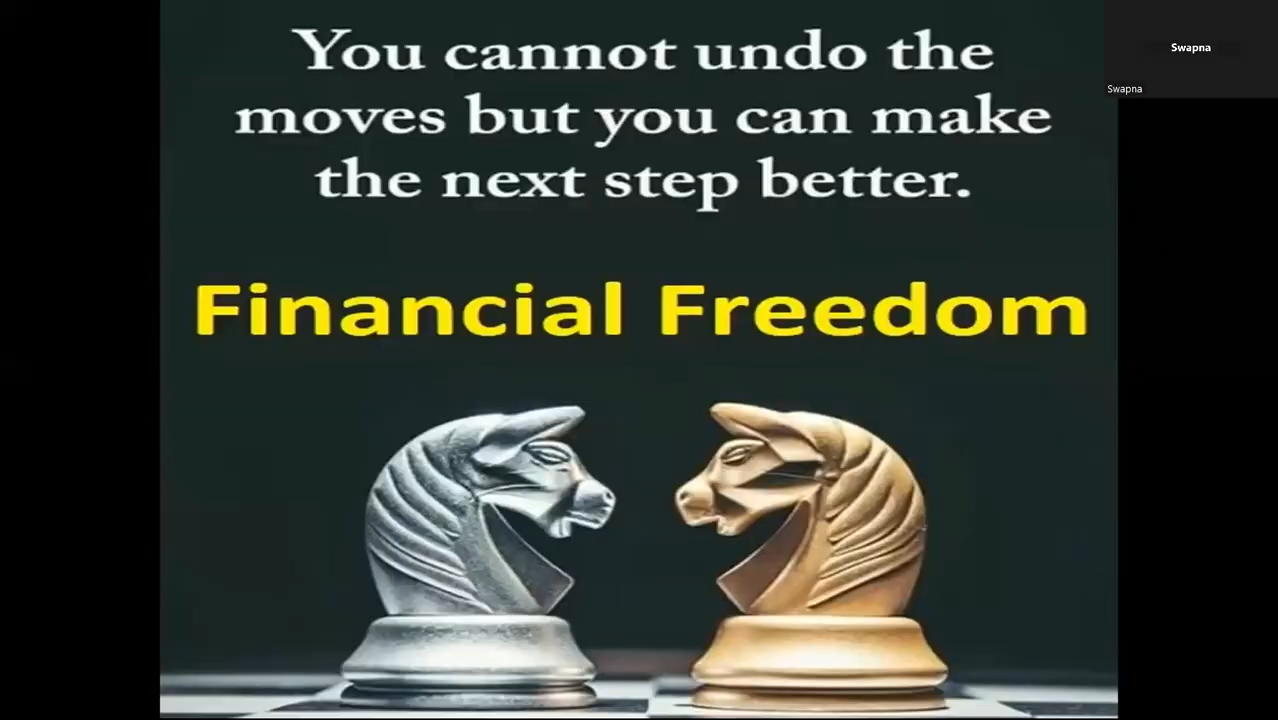 You cannot undo the
moves but you can make
the next step better.
Financial Freedom
Swapna
Swapna